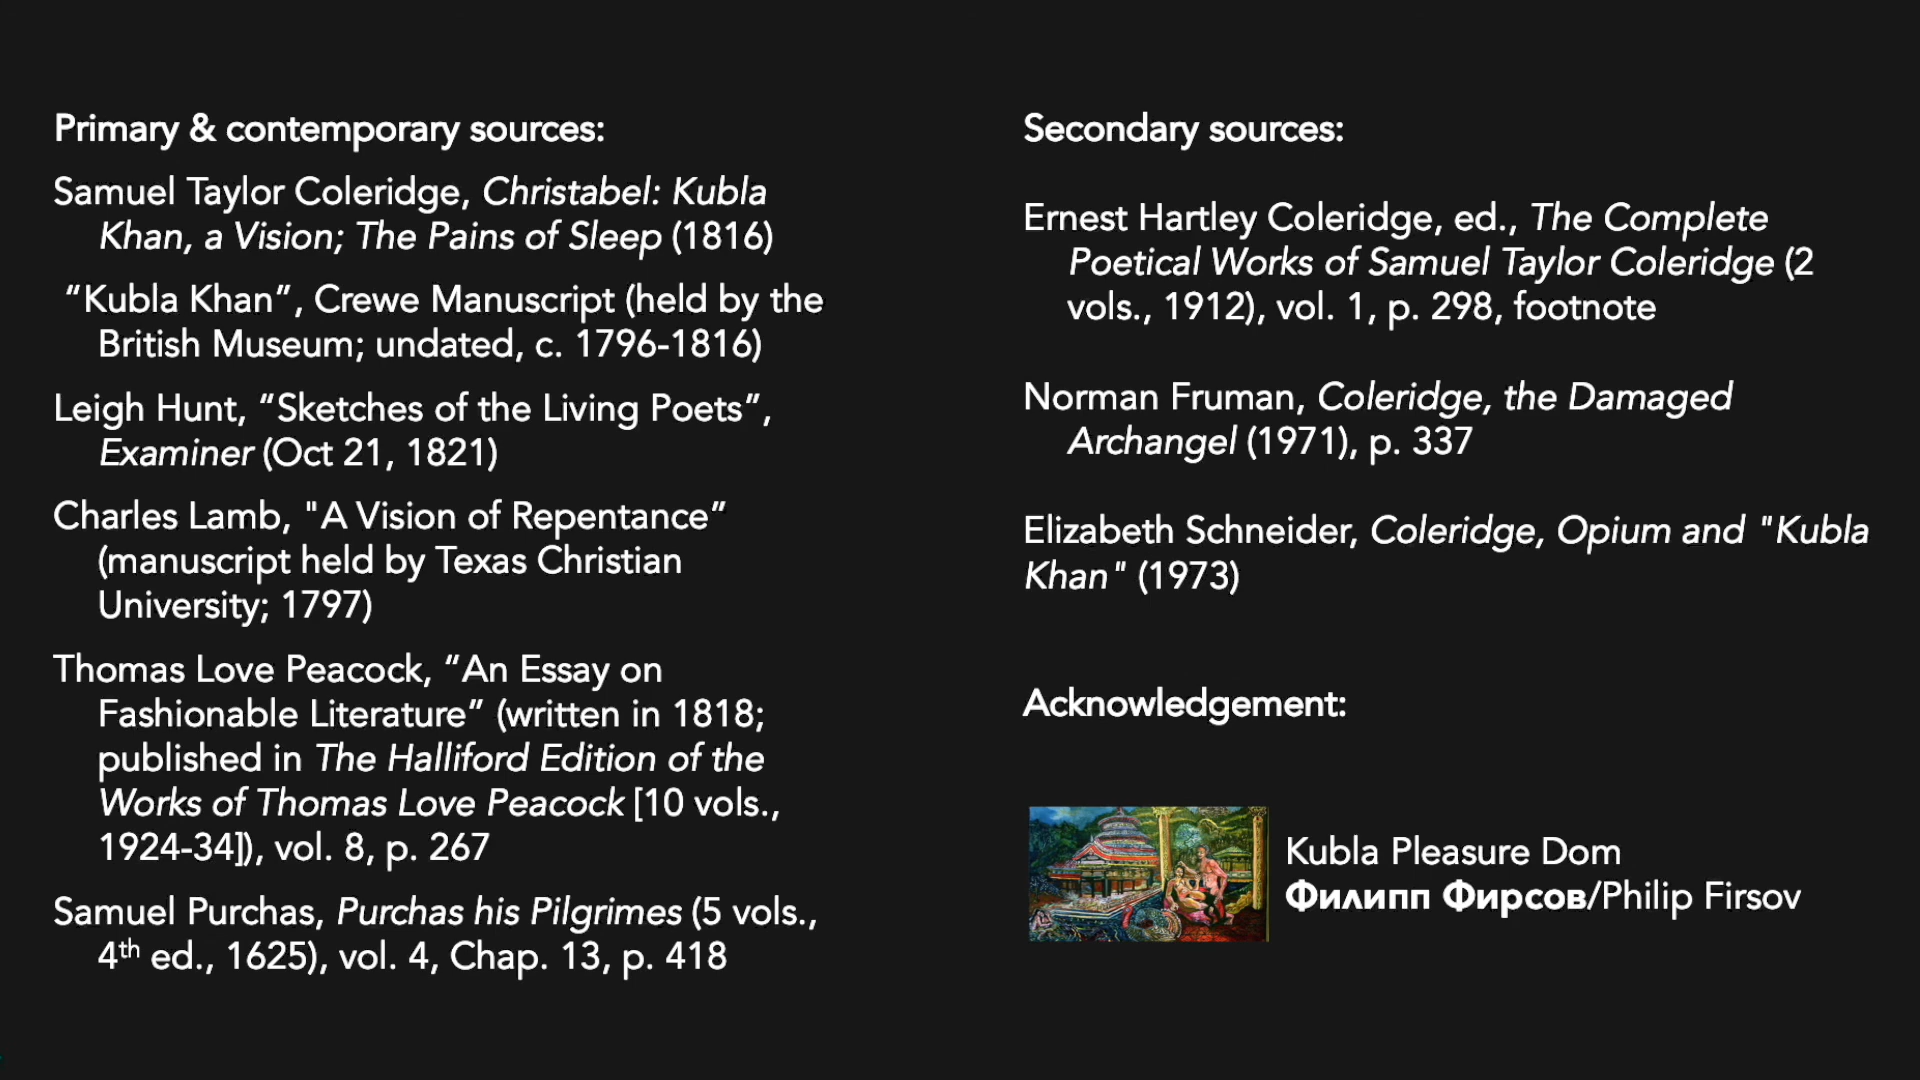 Primary & contemporary sources:
Samuel Taylor Coleridge, Christabel: Kubla
Khan, a Vision; The Pains of Sleep (1816)
“Kubla Khan”, Crewe Manuscript (held by the
British Museum; undated, c. 1796-1816)
Leigh Hunt, “Sketches of the Living Poets”,
Examiner (Oct 21, 1821)
Charles Lamb, "A Vision of Repentance”
(manuscript held by Texas Christian
University; 1797)
Thomas Love Peacock, “An Essay on
Fashionable Literature” (written in 1818;
published in The Halliford Edition of the
Works of Thomas Love Peacock [10 vols.,
1924-34]), vol. 8, p. 267
Samuel Purchas, Purchas his Pilgrimes (5 vols.,
4th ed., 1625), vol. 4, Chap. 13, p. 418
Secondary sources:
Ernest Hartley Coleridge, ed., The Complete
Poetical Works of Samuel Taylor Coleridge (2
vols., 1912), vol. 1, p. 298, footnote
Norman Fruman, Coleridge, the Damaged
Archangel (1971), p. 337
Elizabeth Schneider, Coleridge, Opium and "Kubla
Khan" (1973)
Acknowledgement:
Kubla Pleasure Dom
Филипп Фирсов/Philip Firsov